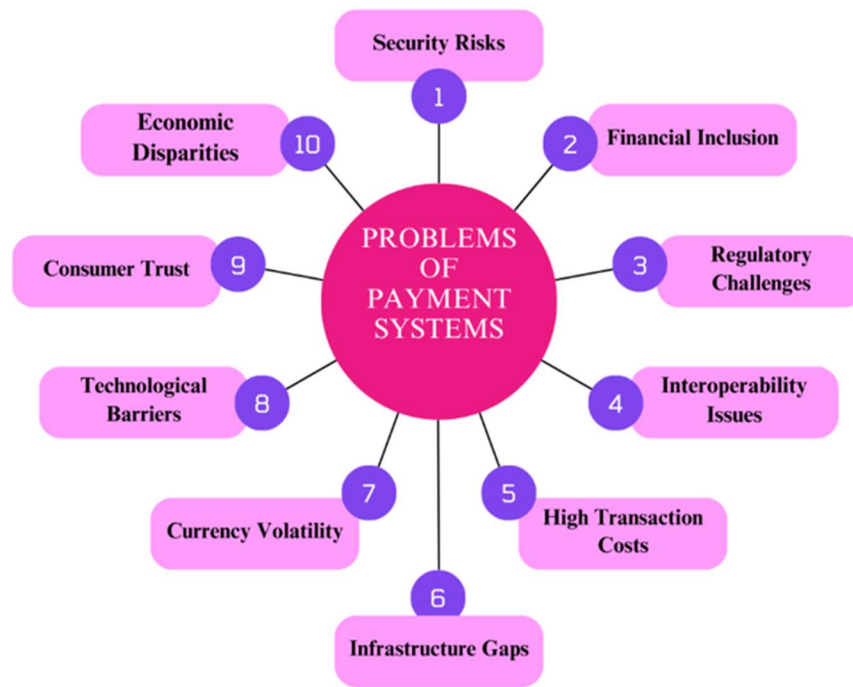 PROBLEMS
OF
PAYMENT
SYSTEMS
1
Security Risks
2
Financial Inclusion
3
Regulatory
Challenges
4
Interoperability
Issues
5
High Transaction
Costs
6
Infrastructure Gaps
7
Currency Volatility
8
Technological
Barriers
9
Consumer Trust
10
Economic
Disparities